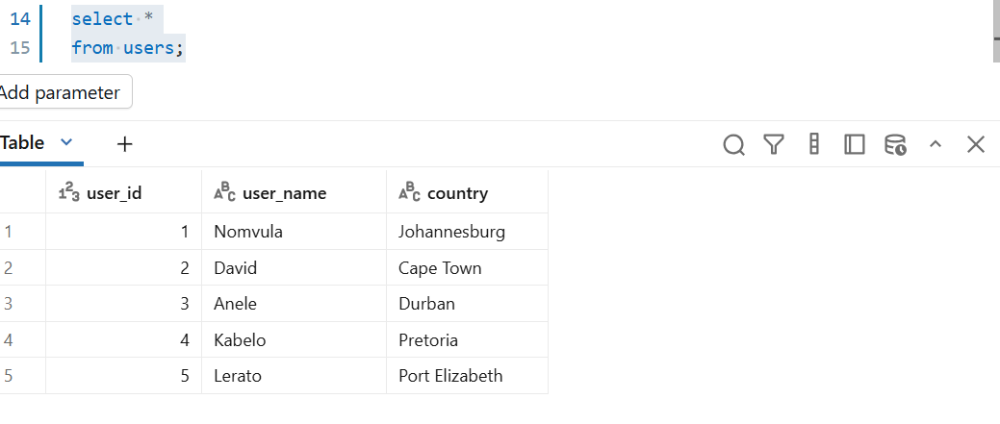 14 select *
15 from users;
Add parameter
Table
user_id user_name country
1 1 Nomvula Johannesburg
2 2 David Cape Town
3 3 Anele Durban
4 4 Kabelo Pretoria
5 5 Lerato Port Elizabeth